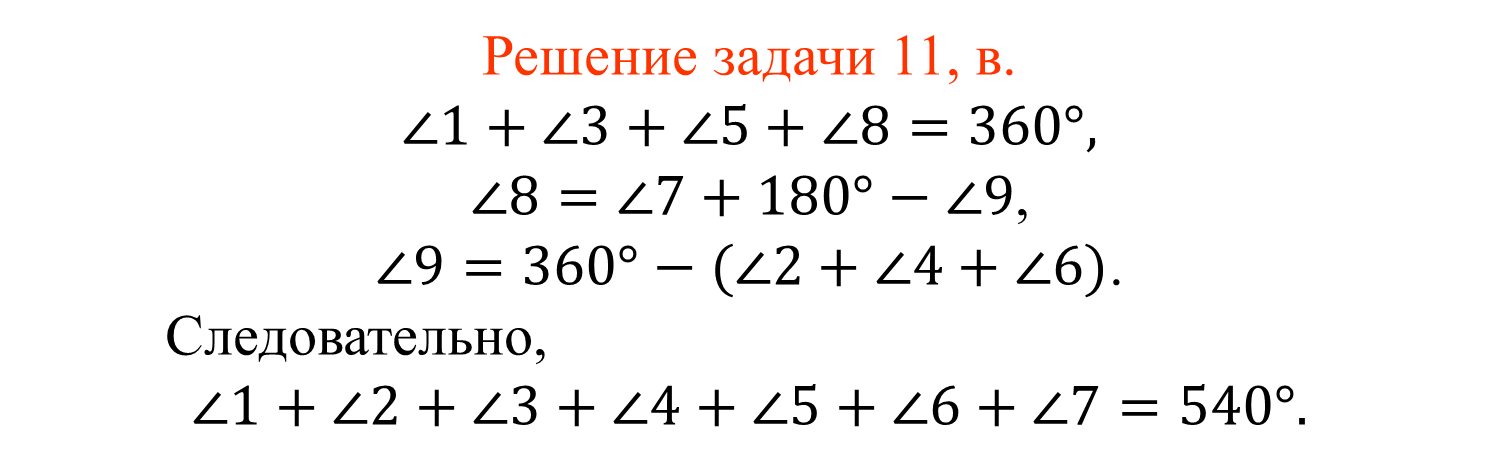 Решение задачи 11, в.
∠1 + ∠3 + ∠5 + ∠8 = 360°,
∠8 = ∠7 + 180° − ∠9,
∠9 = 360° − (∠2 + ∠4 + ∠6).
Следовательно,
∠1 + ∠2 + ∠3 + ∠4 + ∠5 + ∠6 + ∠7 = 540°.